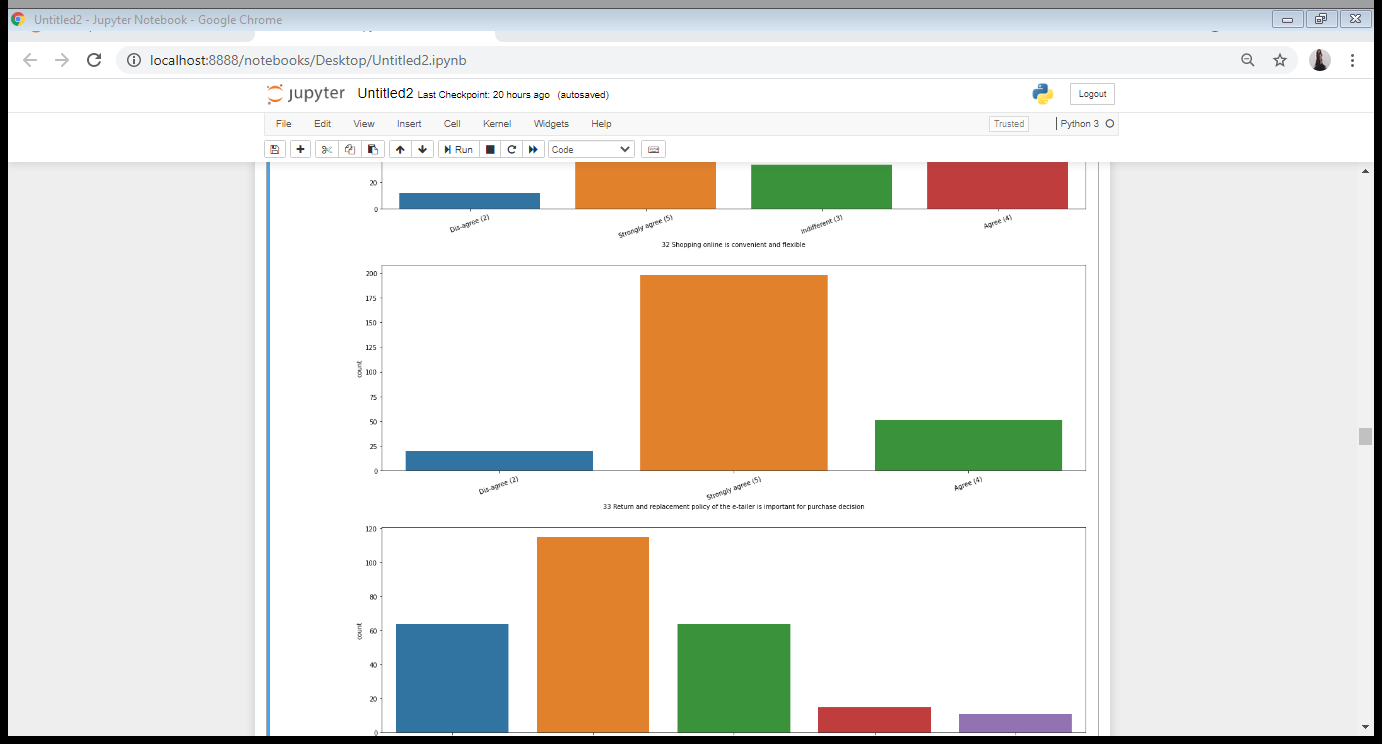 Untitled2 - Jupyter Notebook - Google Chrome
localhost:8888/notebooks/Desktop/Untitled2.ipynb
jupyter Untitled2 Last Checkpoint: 20 hours ago (autosaved) Logout
File Edit View Insert Cell Kernel Widgets Help Trusted Python 3
Run Code
20
0
Dis-agree (2) Strongly agree (5) indifferent (3) Agree (4)
32 Shopping online is convenient and flexible
200
175
150
125
100
75
50
25
0
count
Dis-agree (2) Strongly agree (5) Agree (4)
33 Return and replacement policy of the e-tailer is important for purchase decision
120
100
80
60
40
20
0
count